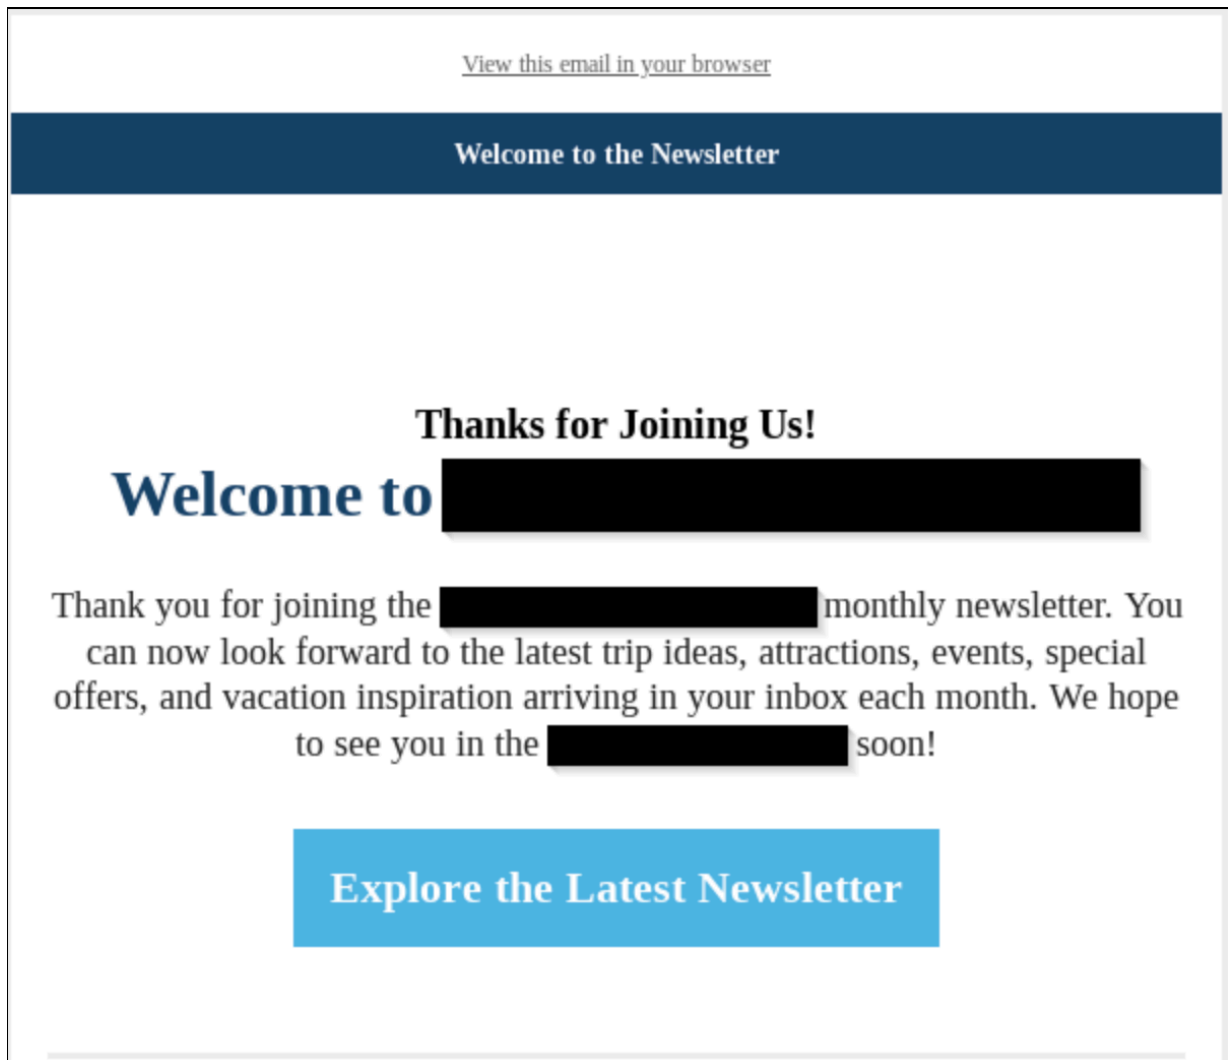 View this email in your browser
Welcome to the Newsletter
Thanks for Joining Us!
Welcome to
Thank you for joining the monthly newsletter. You
can now look forward to the latest trip ideas, attractions, events, special
offers, and vacation inspiration arriving in your inbox each month. We hope
to see you in the soon!
Explore the Latest Newsletter